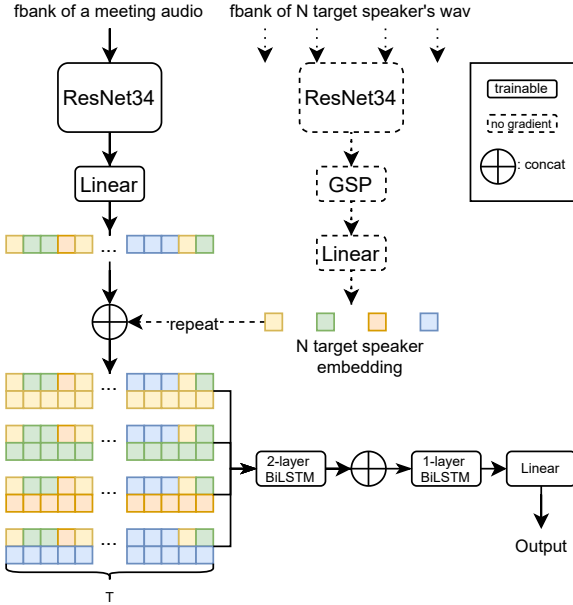 fbank of a meeting audio
fbank of N target speaker's wav
ResNet34
ResNet34
trainable
no gradient
: concat
Linear
GSP
Linear
...
repeat
N target speaker
embedding
...
...
...
...
2-layer
BiLSTM
1-layer
BiLSTM
Linear
Output
T